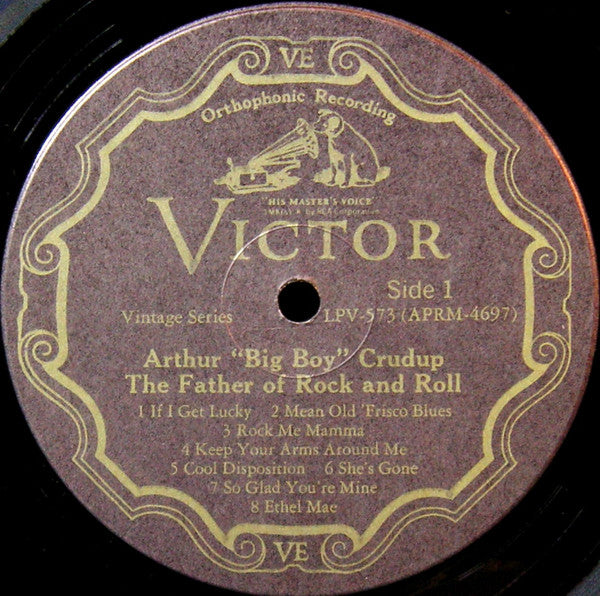 VE
Orthophonic Recording
"HIS MASTER'S VOICE"
VICTOR
Side 1
Vintage Series
LPV-573 (APRM-4697)
Arthur "Big Boy" Crudup
The Father of Rock and Roll
1 If I Get Lucky 2 Mean Old 'Frisco Blues
3 Rock Me Mamma
4 Keep Your Arms Around Me
5 Cool Disposition 6 She's Gone
7 So Glad You're Mine
8 Ethel Mae
VE